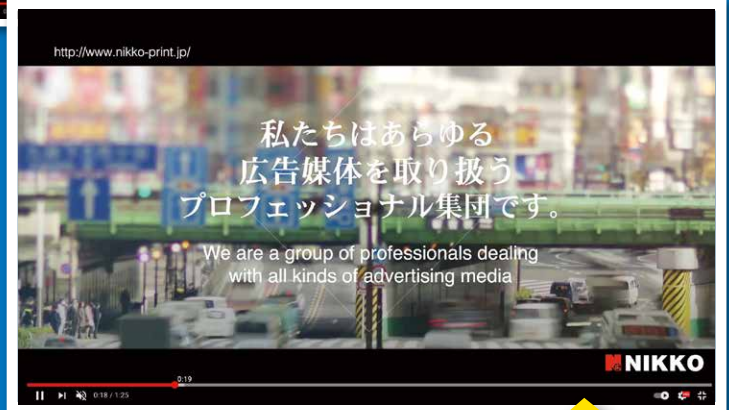 http://www.nikko-print.jp/
私たちはあらゆる
広告媒体を取り扱う
プロフェッショナル集団です。
We are a group of professionals dealing
with all kinds of advertising media
NIKKO
0:19
0:18 / 1:25